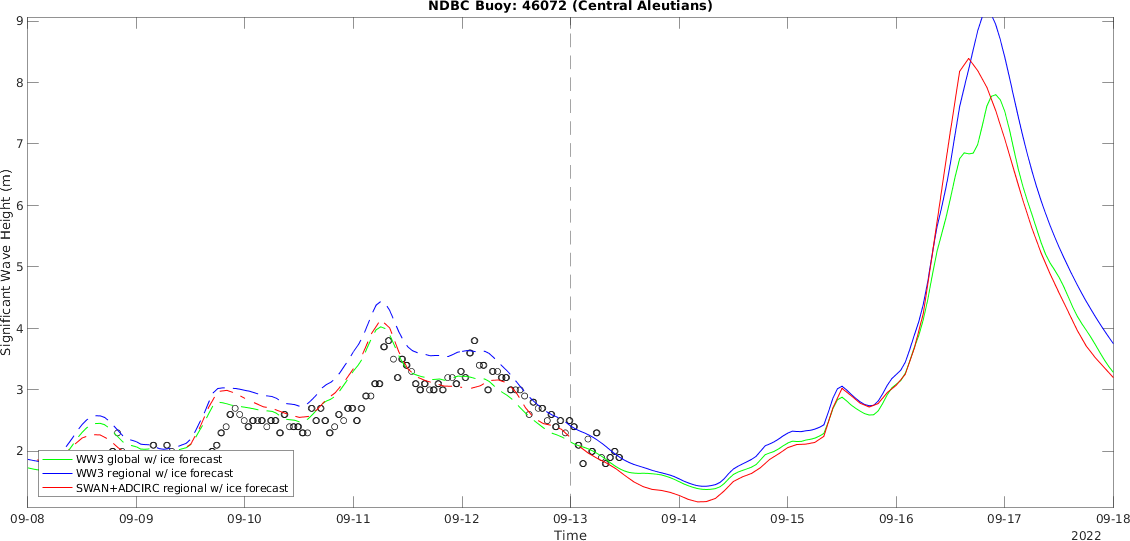 NDBC Buoy: 46072 (Central Aleutians)
9
8
7
6
5
4
3
2
Significant Wave Height (m)
WW3 global w/ ice forecast
WW3 regional w/ ice forecast
SWAN+ADCIRC regional w/ ice forecast
09-08 09-09 09-10 09-11 09-12 09-13 09-14 09-15 09-16 09-17 09-18
Time
2022